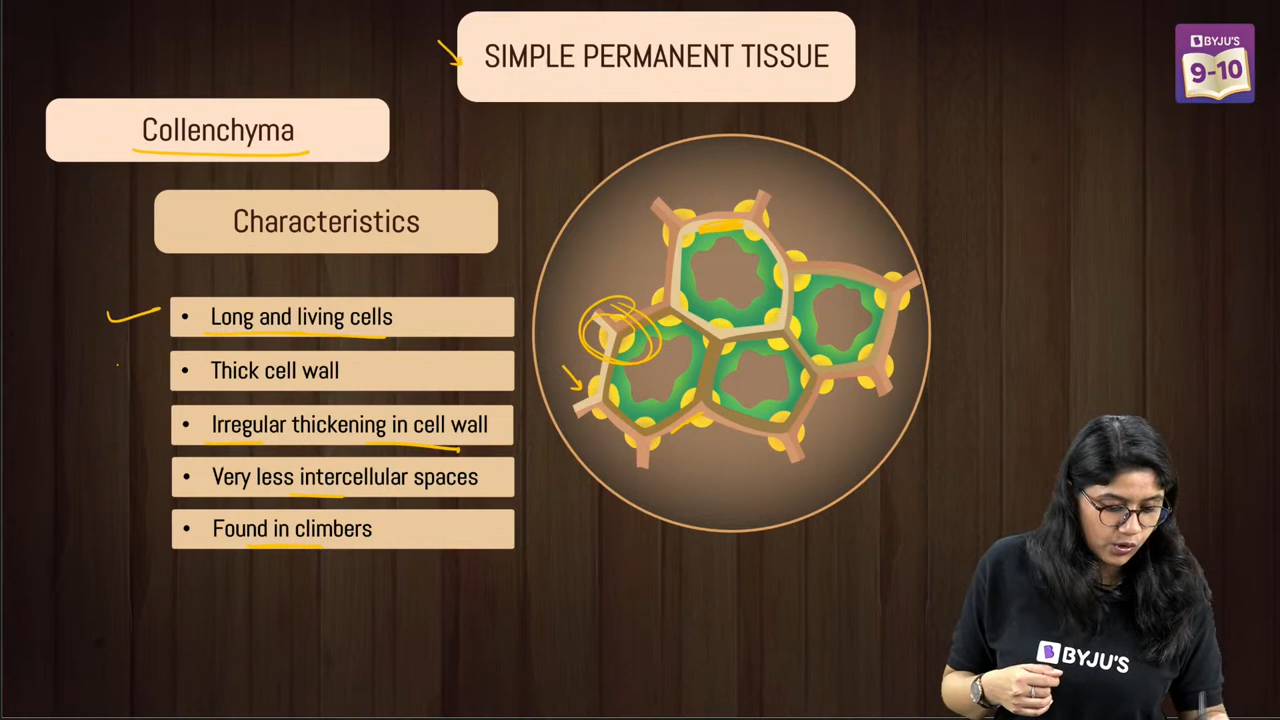 SIMPLE PERMANENT TISSUE
BYJU'S
9-10
Collenchyma
Characteristics
• Long and living cells
• Thick cell wall
• Irregular thickening in cell wall
• Very less intercellular spaces
• Found in climbers
BYJU'S